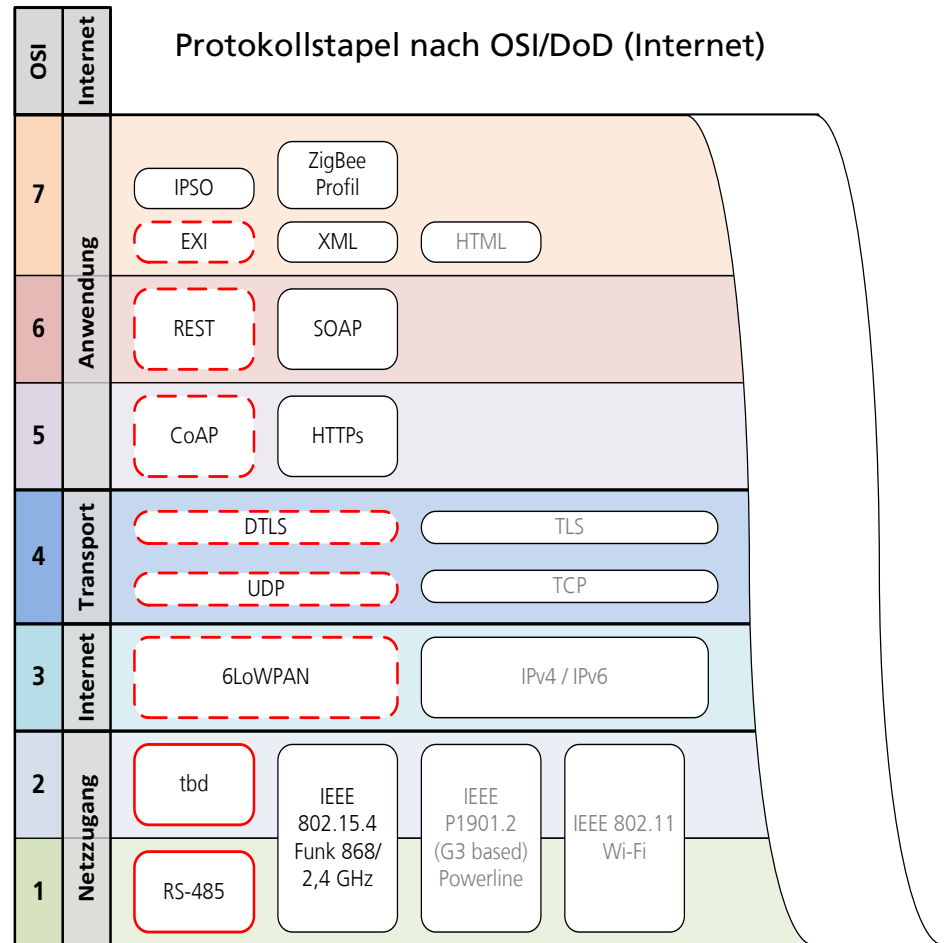 OSI
Internet
Protokollstapel nach OSI/DoD (Internet)
7
Anwendung
IPSO
ZigBee
Profil
EXI
XML
HTML
6
REST
SOAP
5
CoAP
HTTPs
4
Transport
DTLS
TLS
UDP
TCP
3
Internet
6LoWPAN
IPv4 / IPv6
2
Netzzugang
tbd
IEEE
802.15.4
Funk 868/
2,4 GHz
IEEE
P1901.2
(G3 based)
Powerline
IEEE 802.11
Wi-Fi
1
RS-485